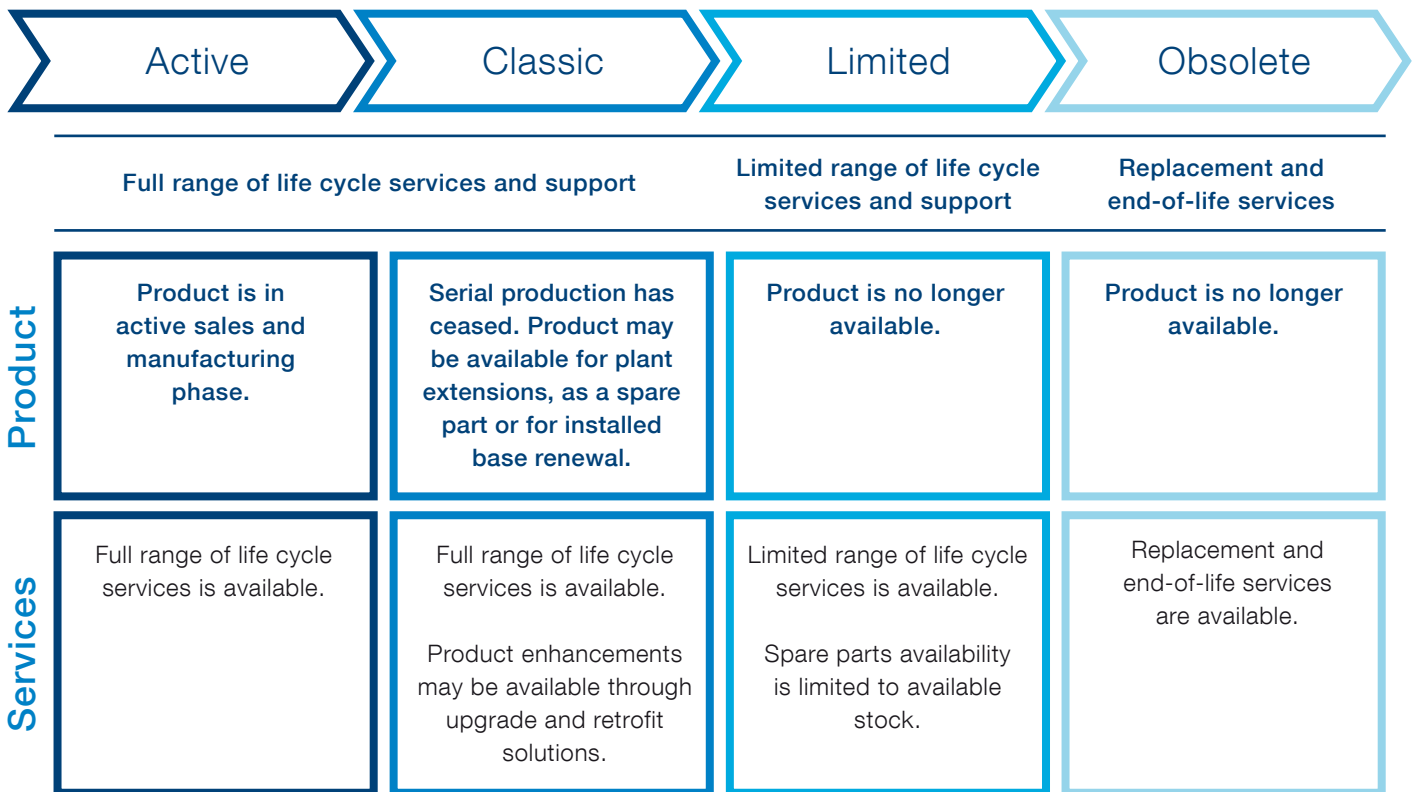 Active
Classic
Limited
Obsolete
Full range of life cycle services and support
Limited range of life cycle
services and support
Replacement and
end-of-life services
Product
Product is in
active sales and
manufacturing
phase.
Serial production has
ceased. Product may
be available for plant
extensions, as a spare
part or for installed
base renewal.
Product is no longer
available.
Product is no longer
available.
Services
Full range of life cycle
services is available.
Full range of life cycle
services is available.
Product enhancements
may be available through
upgrade and retrofit
solutions.
Limited range of life cycle
services is available.
Spare parts availability
is limited to available
stock.
Replacement and
end-of-life services
are available.